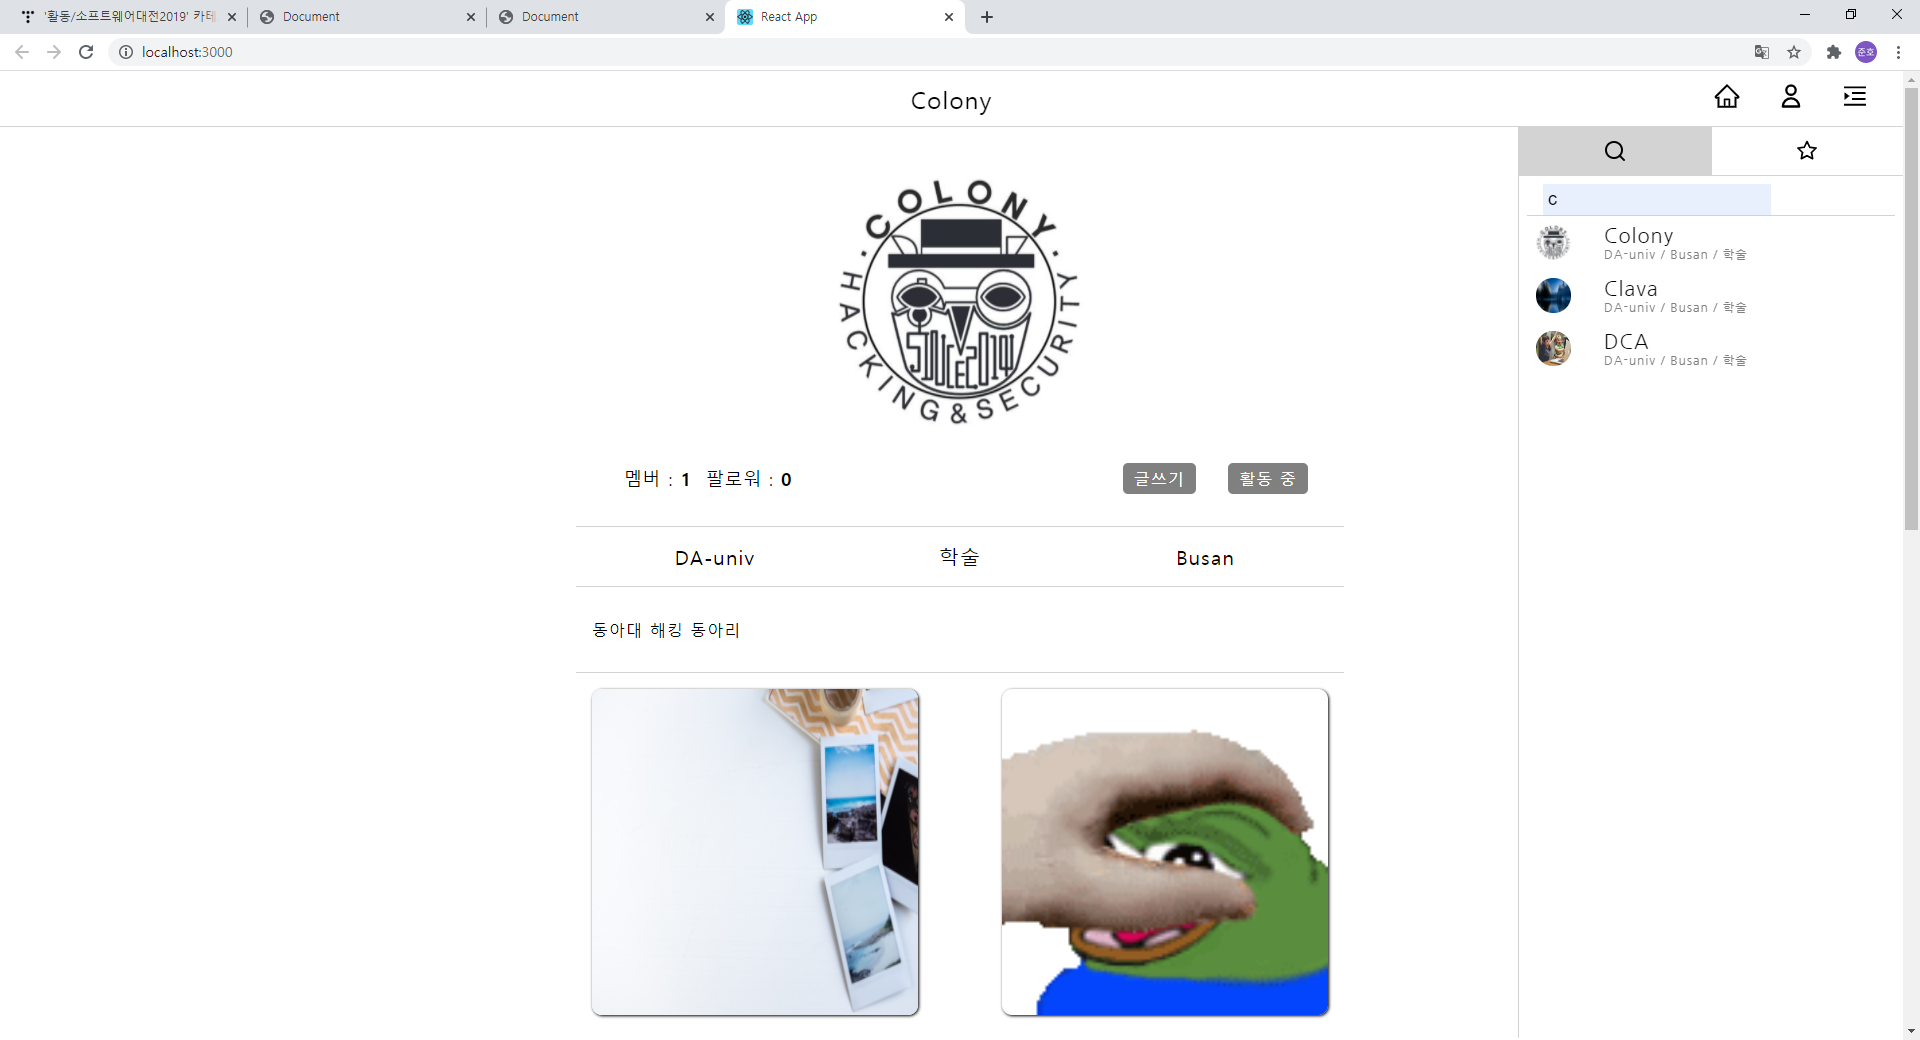 '활동/소프트웨어대전2019' 카테
Document
Document
React App
localhost:3000
준호
Colony
c
Colony
DA-univ / Busan / 학술
Clava
DA-univ / Busan / 학술
DCA
DA-univ / Busan / 학술
·COLONY·
HACKING&SECURITY
멤버 : 1 팔로워 : 0
글쓰기
활동 중
DA-univ
학술
Busan
동아대 해킹 동아리